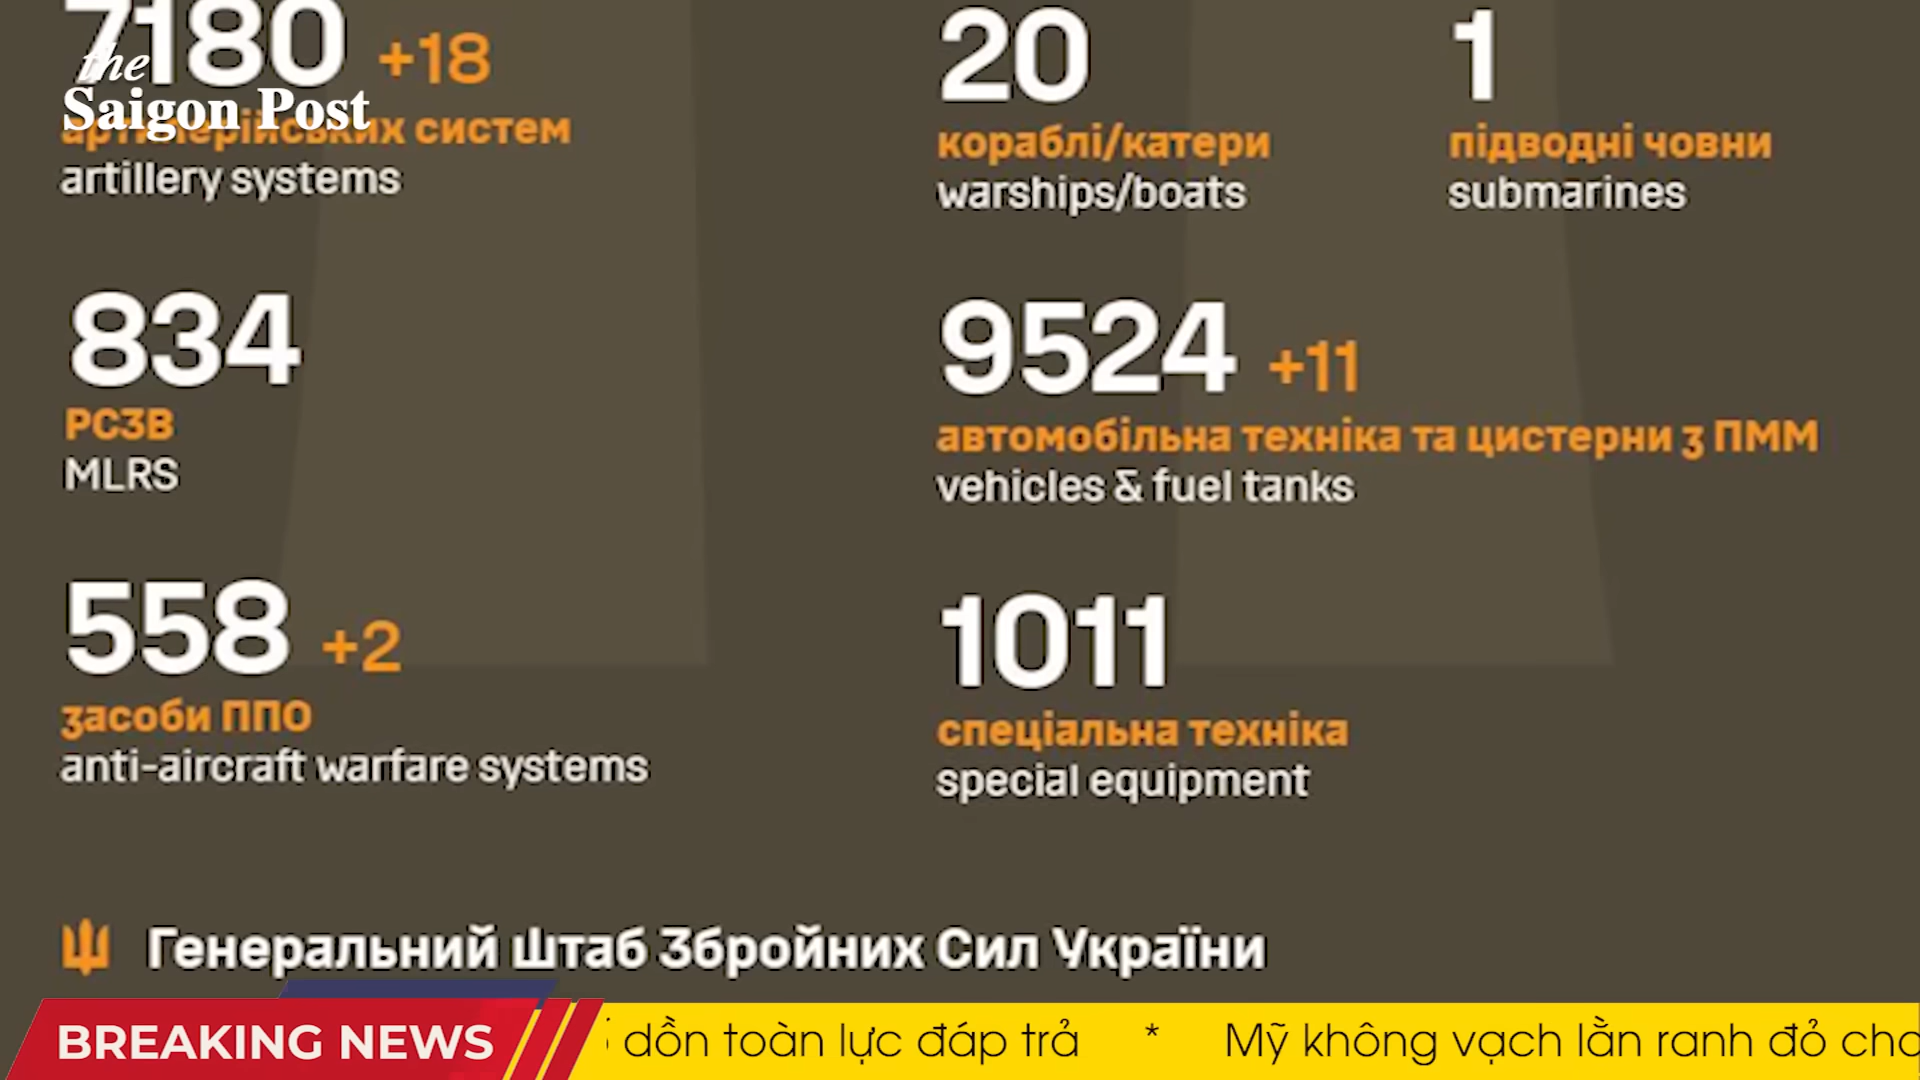 7180 +18
the
Saigon Post
артилерійських систем
artillery systems
20
кораблі/катери
warships/boats
1
підводні човни
submarines
834
РСЗВ
MLRS
9524 +11
автомобільна техніка та цистерни з ПММ
vehicles & fuel tanks
558 +2
засоби ППО
anti-aircraft warfare systems
1011
спеціальна техніка
special equipment
Генеральний штаб Збройних Сил України
BREAKING NEWS
dồn toàn lực đáp trả * Mỹ không vạch lằn ranh đỏ cho